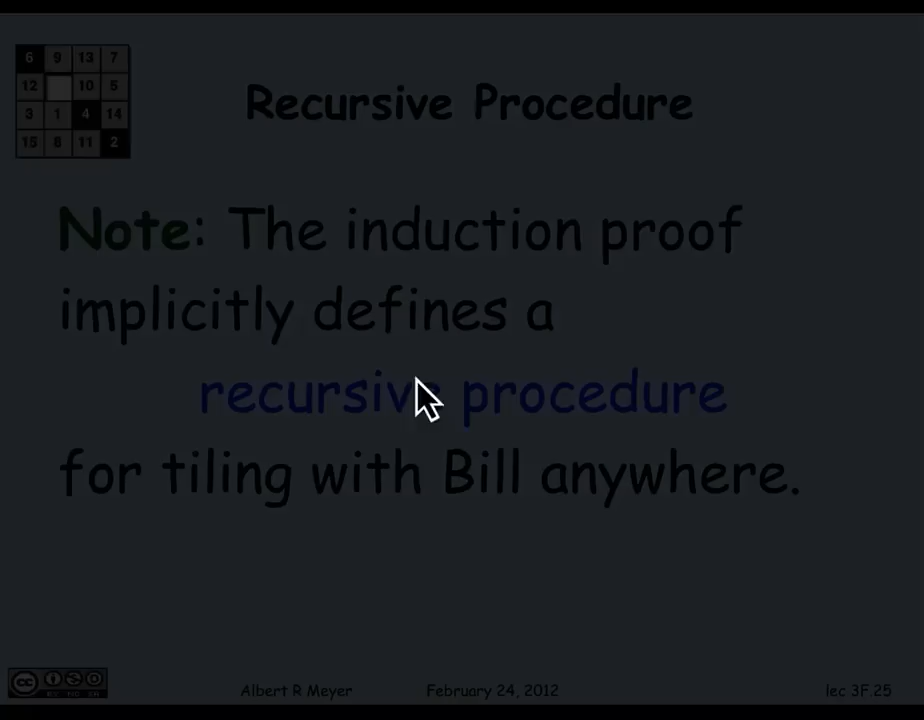 6 9 13 7
12 10 5
3 1 4 14
15 8 11 2
Recursive Procedure
Note: The induction proof
implicitly defines a
recursive procedure
for tiling with Bill anywhere.
cc
Albert R Meyer February 24, 2012 lec 3F.25